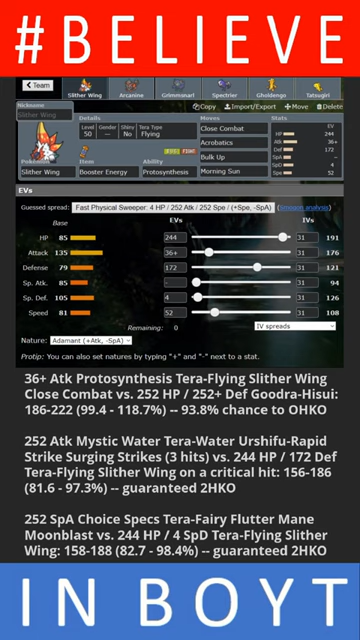 #BELIEVE
< Team
Slither Wing
Arcanine
Grimmsnarl
Spectrier
Gholdengo
Tatsugiri
Copy Import/Export Move Delete
Nickname
Slither Wing
Details
Level Gender Shiny Tera Type
50 — No Flying
BUG FIGHT
Pokémon
Slither Wing
Item
Booster Energy
Ability
Protosynthesis
Moves
Close Combat
Acrobatics
Bulk Up
Morning Sun
Stats
EV
HP 244
Atk 36+
Def 172
SpA -
SpD 4
Spe 52
EVs
Guessed spread: Fast Physical Sweeper: 4 HP / 252 Atk / 252 Spe / (+Spe, -SpA) (Smogon analysis)
Base EVs IVs
HP 85 244 31 191
Attack 135 36+ 31 176
Defense 79 172 31 121
Sp. Atk. 85 - 31 94
Sp. Def. 105 4 31 126
Speed 81 52 31 108
Remaining: 0 IV spreads
Nature: Adamant (+Atk, -SpA)
Protip: You can also set natures by typing "+" and "-" next to a stat.
36+ Atk Protosynthesis Tera-Flying Slither Wing
Close Combat vs. 252 HP / 252+ Def Goodra-Hisui:
186-222 (99.4 - 118.7%) -- 93.8% chance to OHKO
252 Atk Mystic Water Tera-Water Urshifu-Rapid
Strike Surging Strikes (3 hits) vs. 244 HP / 172 Def
Tera-Flying Slither Wing on a critical hit: 156-186
(81.6 - 97.3%) -- guaranteed 2HKO
252 SpA Choice Specs Tera-Fairy Flutter Mane
Moonblast vs. 244 HP / 4 SpD Tera-Flying Slither
Wing: 158-188 (82.7 - 98.4%) -- guaranteed 2HKO
IN BOYT